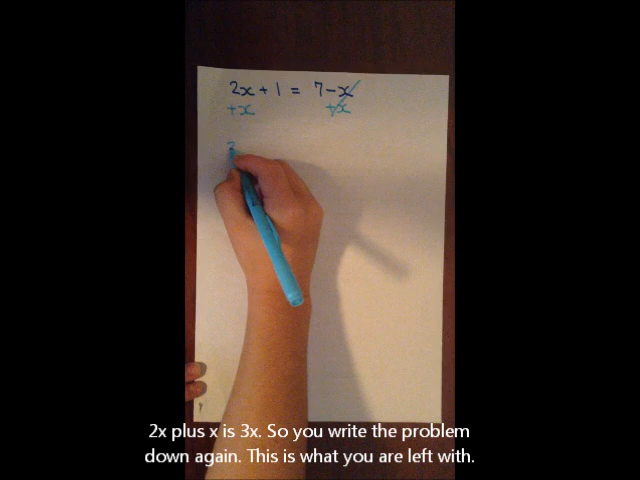 2x + 1 = 7 - x
+x +x
3
2x plus x is 3x. So you write the problem
down again. This is what you are left with.